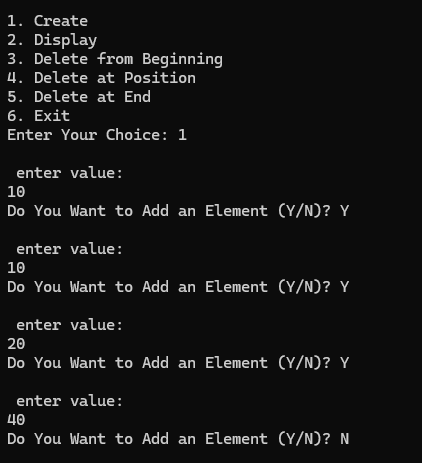 1. Create
2. Display
3. Delete from Beginning
4. Delete at Position
5. Delete at End
6. Exit
Enter Your Choice: 1
enter value:
10
Do You Want to Add an Element (Y/N)? Y
enter value:
10
Do You Want to Add an Element (Y/N)? Y
enter value:
20
Do You Want to Add an Element (Y/N)? Y
enter value:
40
Do You Want to Add an Element (Y/N)? N